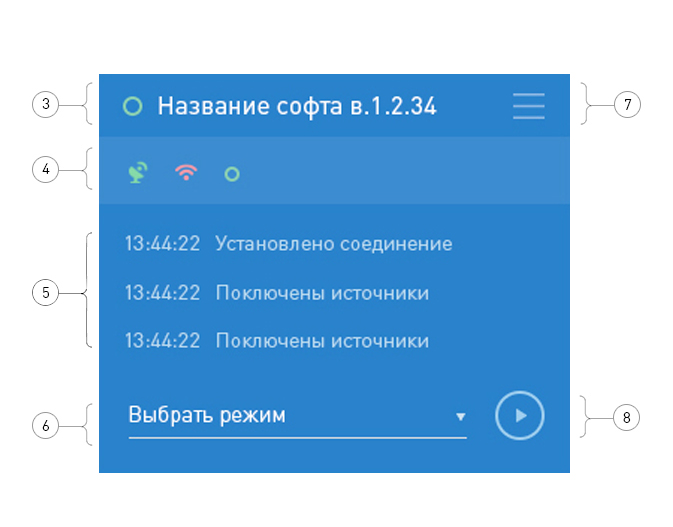 3
Название софта в.1.2.34
7
4
13:44:22 Установлено соединение
5
13:44:22 Поключены источники
13:44:22 Поключены источники
6
Выбрать режим
8